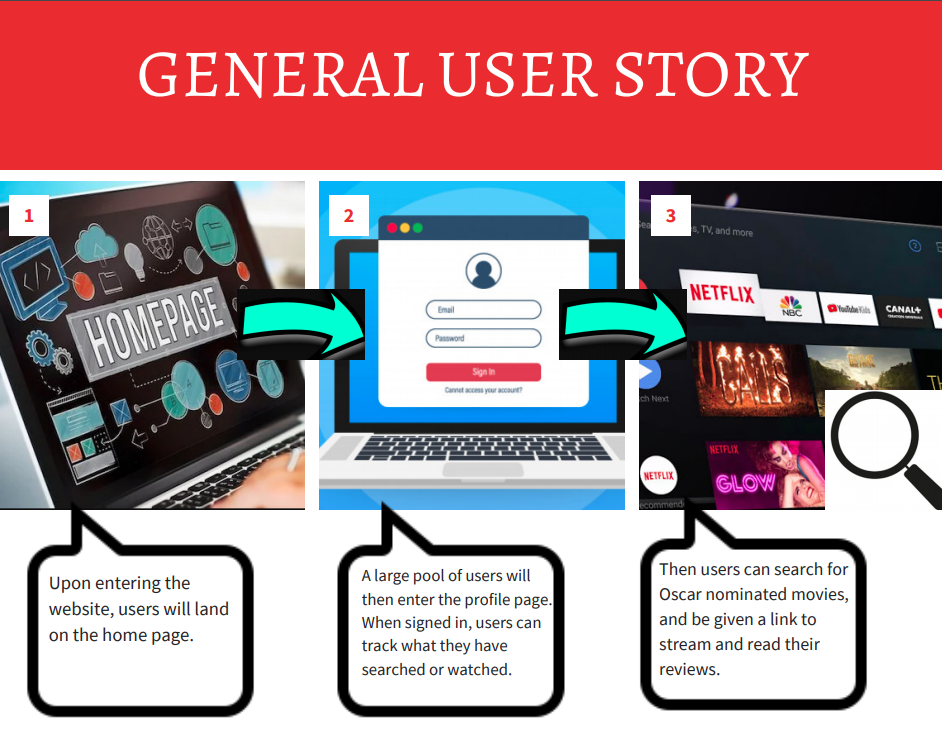 GENERAL USER STORY
1
2
3
HOMEPAGE
Email
Password
Sign In
Cannot access your account?
TV, and more
NETFLIX
NBC
YouTube Kids
CANAL+
CATS
NETFLIX
NETFLIX
GLOW
Upon entering the
website, users will land
on the home page.
A large pool of users will
then enter the profile page.
When signed in, users can
track what they have
searched or watched.
Then users can search for
Oscar nominated movies,
and be given a link to
stream and read their
reviews.